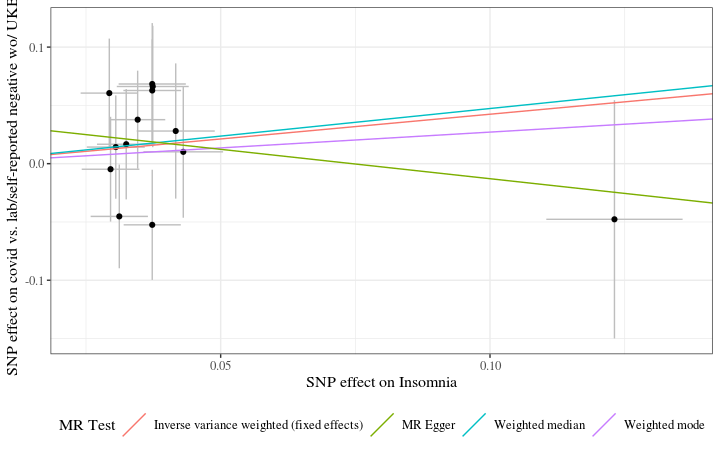 SNP effect on covid vs. lab/self-reported negative wo/ UKE
0.1
0.0
-0.1
0.05
0.10
SNP effect on Insomnia
MR Test
Inverse variance weighted (fixed effects)
MR Egger
Weighted median
Weighted mode